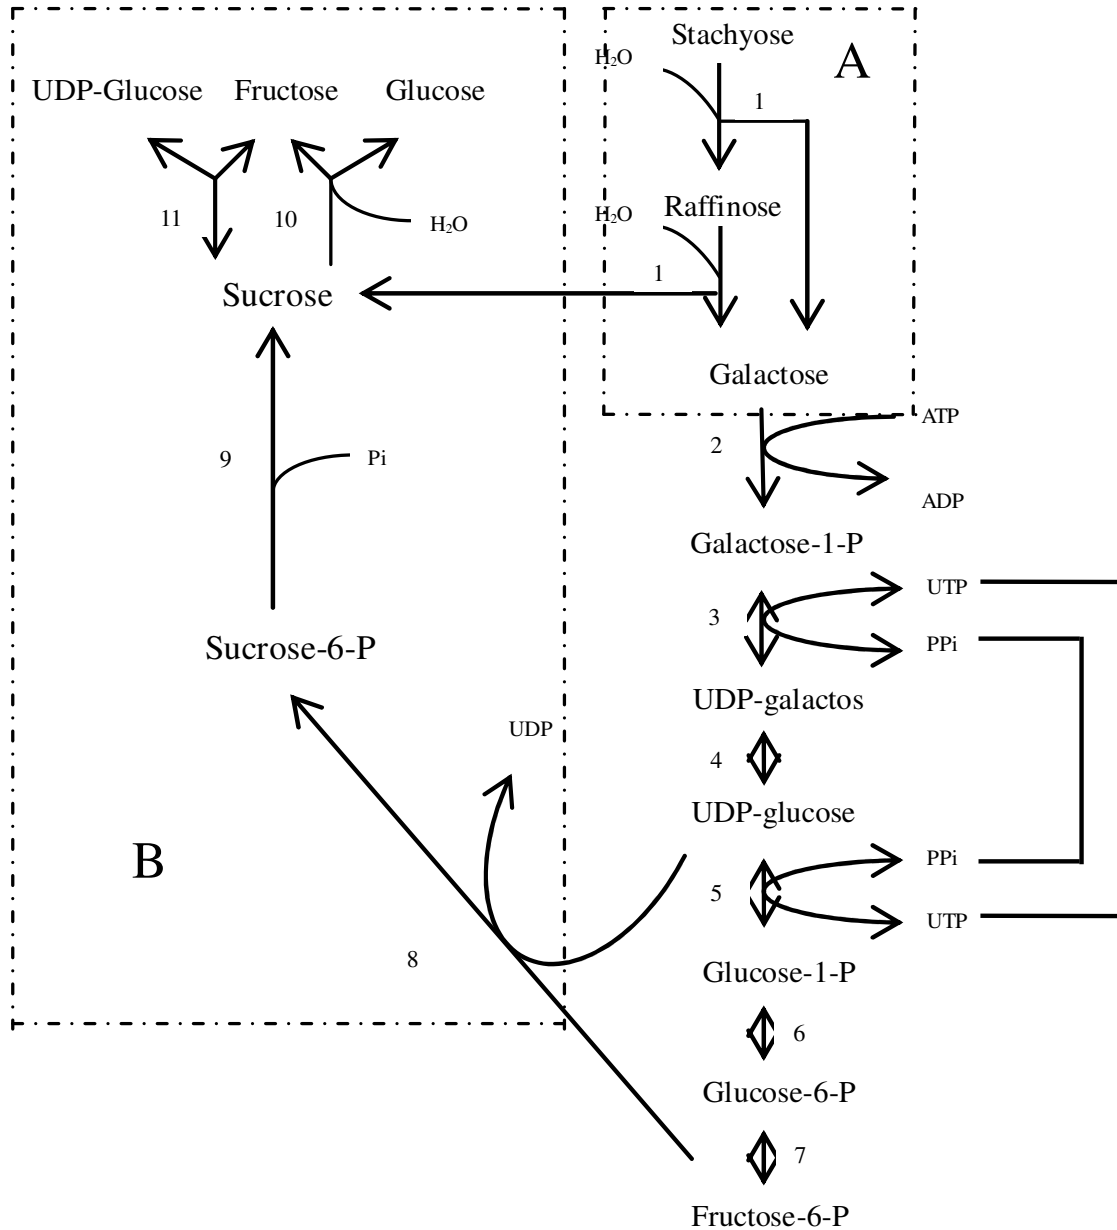 Stachyose
A
H₂O
1
UDP-Glucose
Fructose
Glucose
Raffinose
H₂O
11
10
H₂O
1
Sucrose
Galactose
ATP
2
9
Pi
ADP
Galactose-1-P
UTP
3
PPi
Sucrose-6-P
UDP-galactos
UDP
4
UDP-glucose
B
PPi
5
UTP
8
Glucose-1-P
6
Glucose-6-P
7
Fructose-6-P